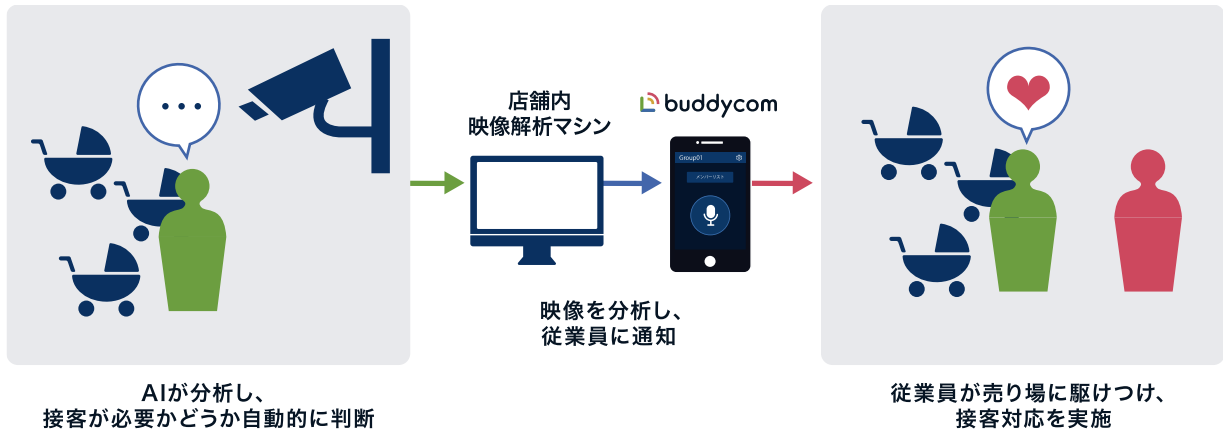 店舗内
映像解析マシン
buddycom
Group01
メンバーリスト
映像を分析し、
従業員に通知
AIが分析し、
接客が必要かどうか自動的に判断
従業員が売り場に駆けつけ、
接客対応を実施